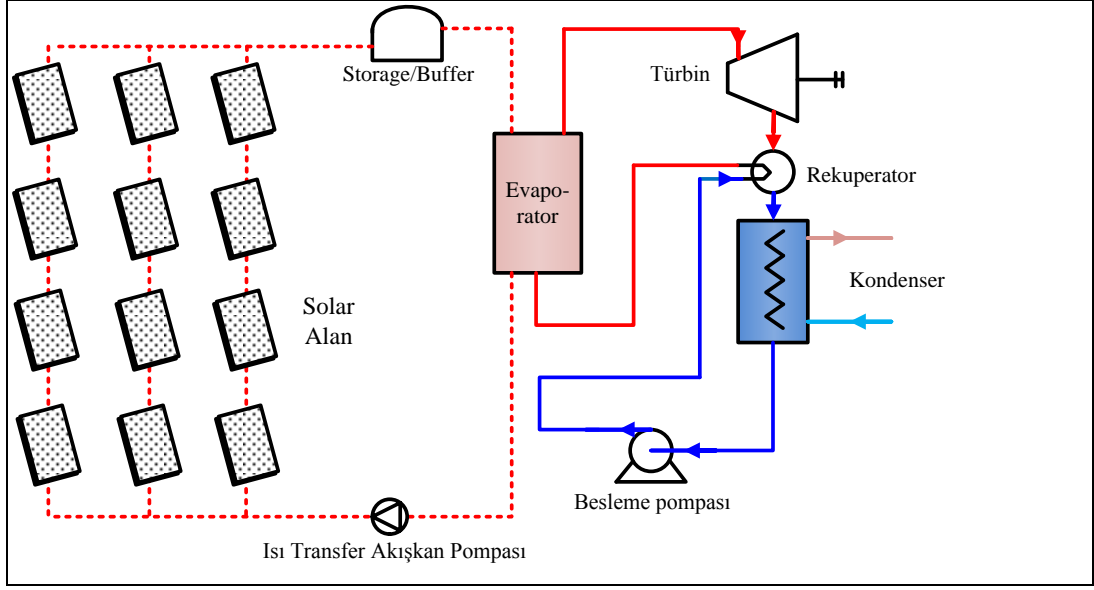 Storage/Buffer
Türbin
Evapo-
rator
Rekuperator
Solar
Alan
Kondenser
Besleme pompası
Isı Transfer Akışkan Pompası